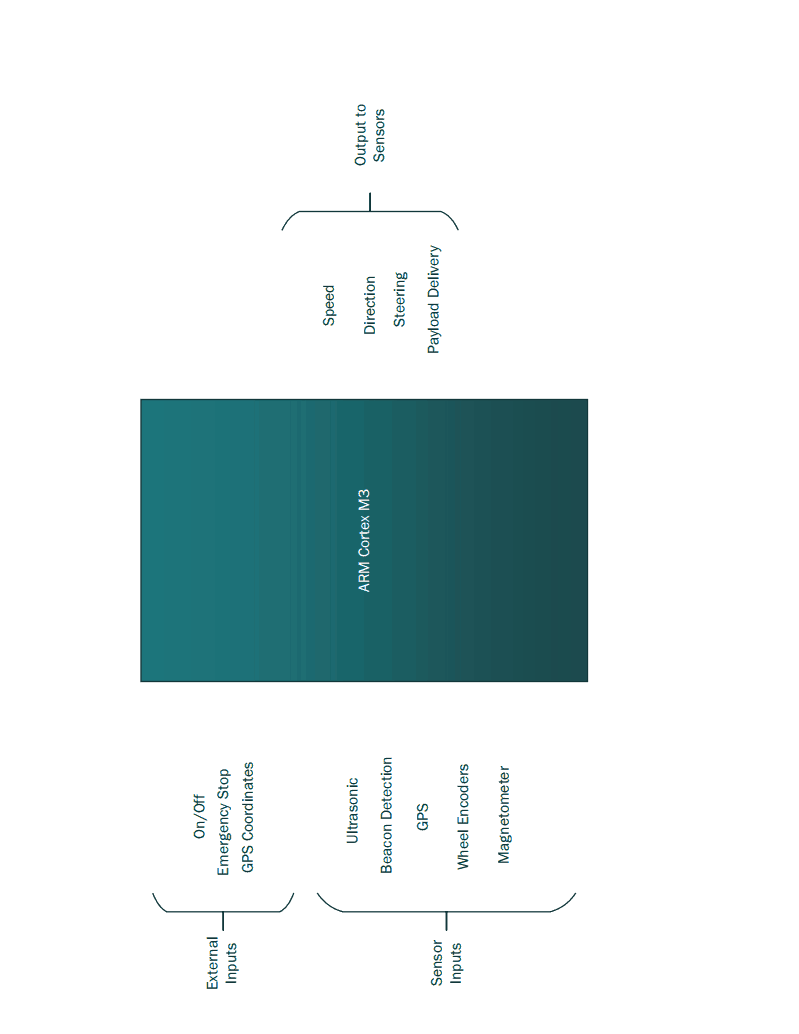 External
Inputs
On/Off
Emergency Stop
GPS Coordinates
Sensor
Inputs
Ultrasonic
Beacon Detection
GPS
Wheel Encoders
Magnetometer
ARM Cortex M3
Speed
Direction
Steering
Payload Delivery
Output to
Sensors